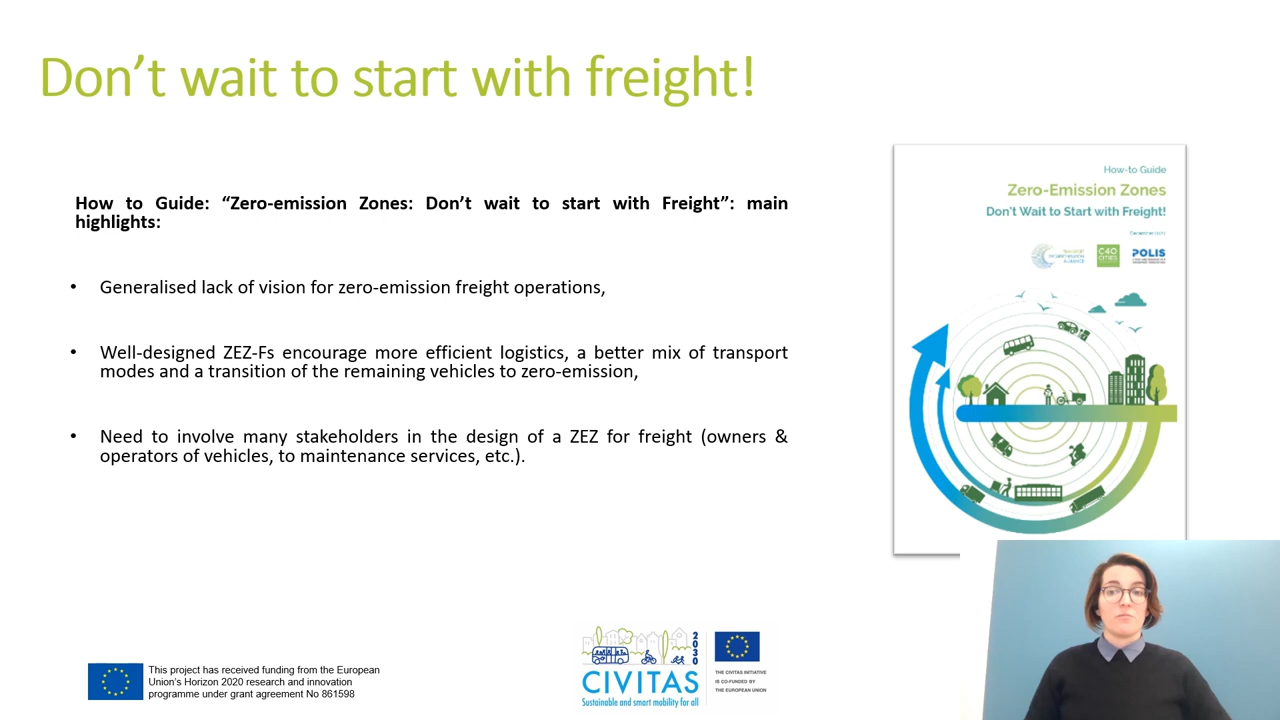 Don't wait to start with freight!
How to Guide: “Zero-emission Zones: Don’t wait to start with Freight”: main
highlights:
• Generalised lack of vision for zero-emission freight operations,
• Well-designed ZEZ-Fs encourage more efficient logistics, a better mix of transport
modes and a transition of the remaining vehicles to zero-emission,
• Need to involve many stakeholders in the design of a ZEZ for freight (owners &
operators of vehicles, to maintenance services, etc.).
How-to Guide
Zero-Emission Zones
Don't Wait to Start with Freight!
C40
CITIES
POLIS
This project has received funding from the European
Union’s Horizon 2020 research and innovation
programme under grant agreement No 861598
2030
CIVITAS
Sustainable and smart mobility for all
THE CIVITAS INITIATIVE
IS CO-FUNDED BY
THE EUROPEAN UNION